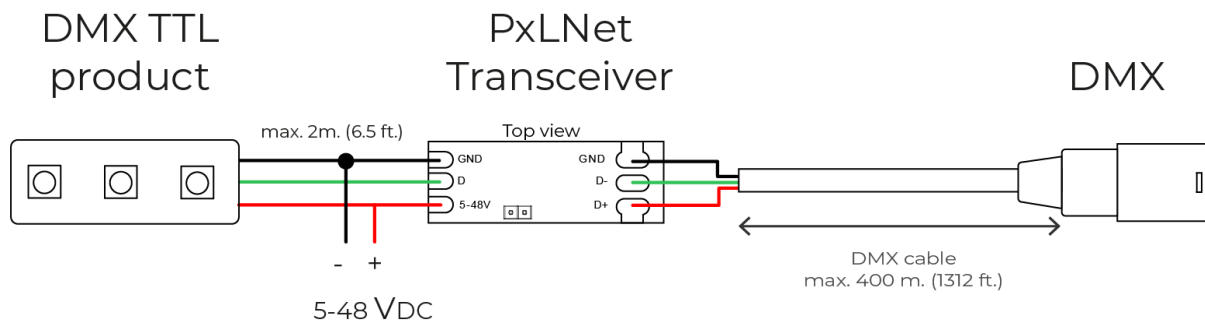 DMX TTL
product
PxLNet
Transceiver
DMX
max. 2m. (6.5 ft.)
Top view
GND
D
5-48V
GND
D-
D+
- +
5-48 VDC
DMX cable
max. 400 m. (1312 ft.)